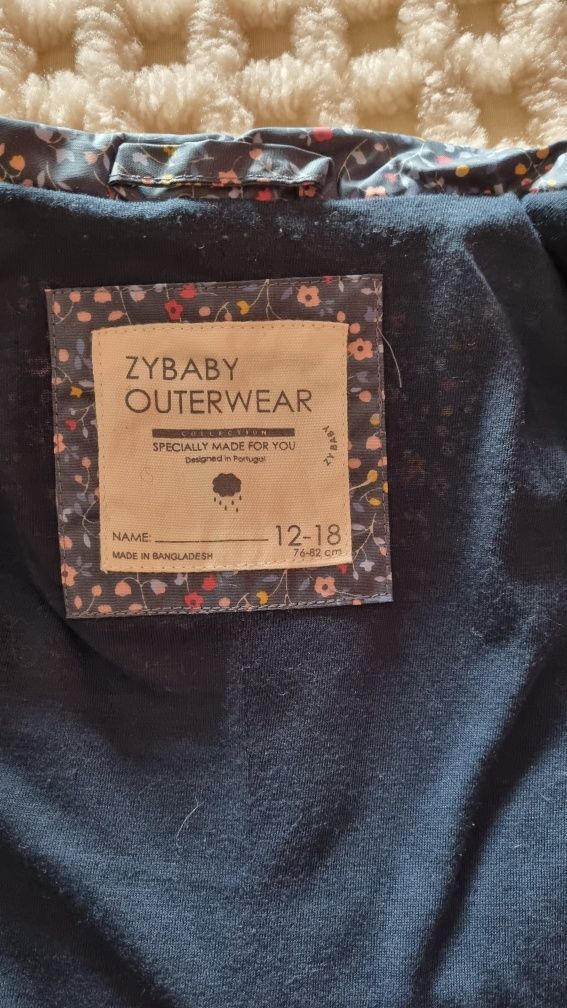 ZYBABY
OUTERWEAR
COLLECTION
SPECIALLY MADE FOR YOU
Designed in Portugal
ZY BABY
NAME:
12-18
MADE IN BANGLADESH
76-82 cm